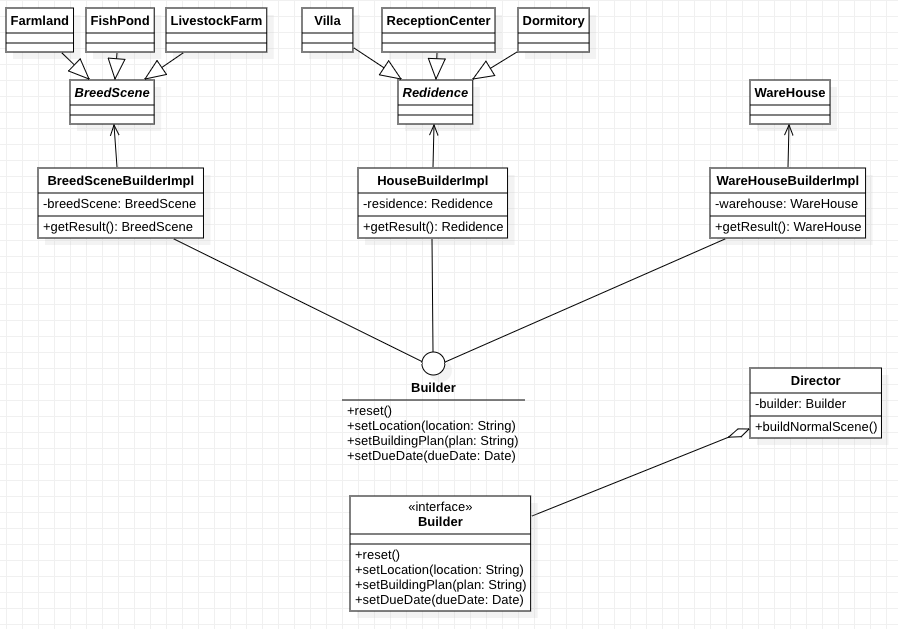 Farmland
FishPond
LivestockFarm
Villa
ReceptionCenter
Dormitory
BreedScene
Redidence
WareHouse
BreedSceneBuilderImpl
-breedScene: BreedScene
+getResult(): BreedScene
HouseBuilderImpl
-residence: Redidence
+getResult(): Redidence
WareHouseBuilderImpl
-warehouse: WareHouse
+getResult(): WareHouse
Builder
+reset()
+setLocation(location: String)
+setBuildingPlan(plan: String)
+setDueDate(dueDate: Date)
Director
-builder: Builder
+buildNormalScene()
«interface»
Builder
+reset()
+setLocation(location: String)
+setBuildingPlan(plan: String)
+setDueDate(dueDate: Date)